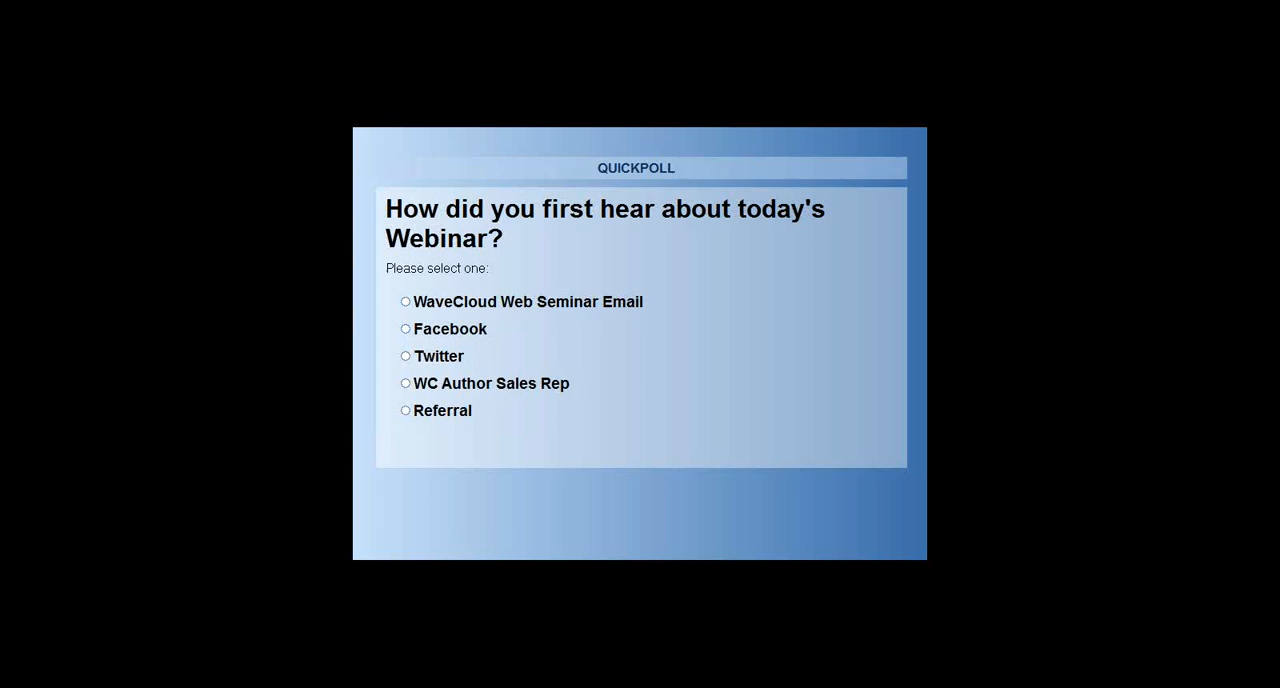 QUICKPOLL
How did you first hear about today's
Webinar?
Please select one:
WaveCloud Web Seminar Email
Facebook
Twitter
WC Author Sales Rep
Referral